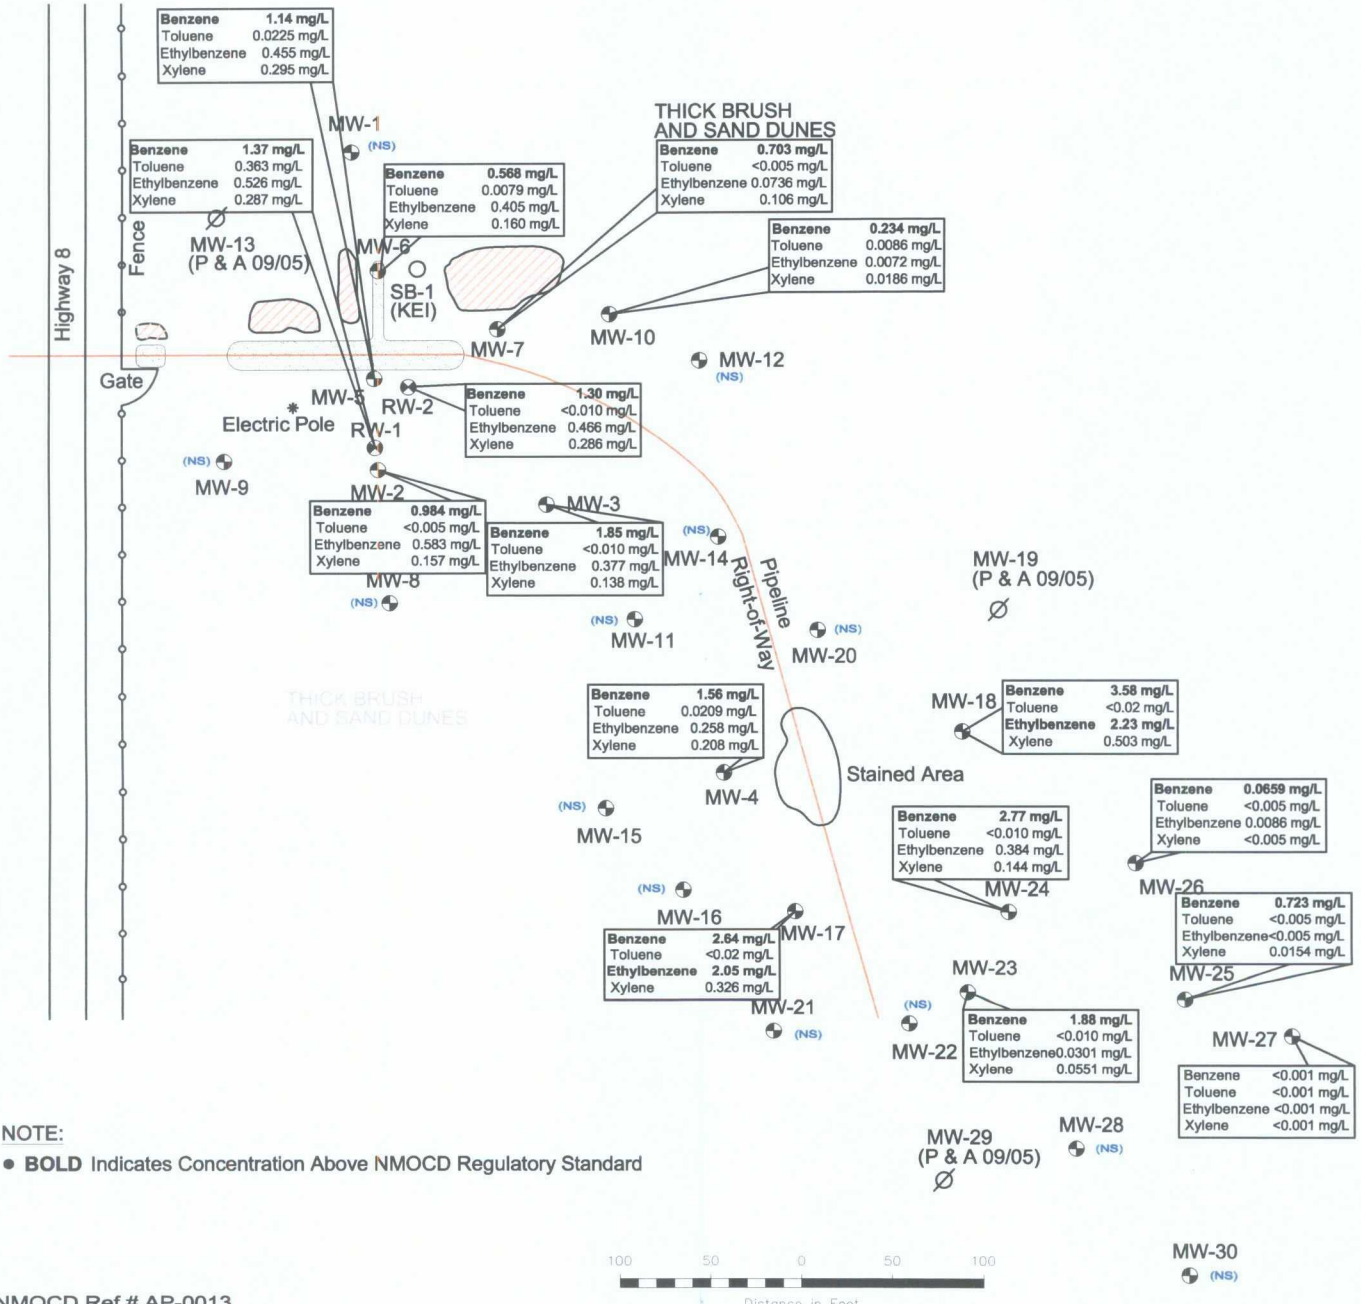 Benzene 1.14 mg/L
Toluene 0.0225 mg/L
Ethylbenzene 0.455 mg/L
Xylene 0.295 mg/L
MW-1
(NS)
THICK BRUSH
AND SAND DUNES
Benzene 1.37 mg/L
Toluene 0.363 mg/L
Ethylbenzene 0.526 mg/L
Xylene 0.287 mg/L
Benzene 0.568 mg/L
Toluene 0.0079 mg/L
Ethylbenzene 0.405 mg/L
Xylene 0.160 mg/L
Benzene 0.703 mg/L
Toluene <0.005 mg/L
Ethylbenzene 0.0736 mg/L
Xylene 0.106 mg/L
Benzene 0.234 mg/L
Toluene 0.0086 mg/L
Ethylbenzene 0.0072 mg/L
Xylene 0.0186 mg/L
Highway 8
Fence
MW-13
(P & A 09/05)
MW-6
SB-1
(KEI)
MW-7
MW-10
MW-12
(NS)
Gate
MW-5
RW-2
Electric Pole
RW-1
Benzene 1.30 mg/L
Toluene <0.010 mg/L
Ethylbenzene 0.466 mg/L
Xylene 0.286 mg/L
(NS)
MW-9
MW-2
MW-3
Benzene 0.984 mg/L
Toluene <0.005 mg/L
Ethylbenzene 0.583 mg/L
Xylene 0.157 mg/L
Benzene 1.85 mg/L
Toluene <0.010 mg/L
Ethylbenzene 0.377 mg/L
Xylene 0.138 mg/L
(NS)
MW-14
Pipeline
Right-of-Way
MW-19
(P & A 09/05)
MW-8
(NS)
(NS)
MW-11
(NS)
MW-20
THICK BRUSH
AND SAND DUNES
Benzene 1.56 mg/L
Toluene 0.0209 mg/L
Ethylbenzene 0.258 mg/L
Xylene 0.208 mg/L
MW-18
Benzene 3.58 mg/L
Toluene <0.02 mg/L
Ethylbenzene 2.23 mg/L
Xylene 0.503 mg/L
MW-4
Stained Area
(NS)
MW-15
Benzene 2.77 mg/L
Toluene <0.010 mg/L
Ethylbenzene 0.384 mg/L
Xylene 0.144 mg/L
Benzene 0.0659 mg/L
Toluene <0.005 mg/L
Ethylbenzene 0.0086 mg/L
Xylene <0.005 mg/L
(NS)
MW-16
MW-24
MW-26
MW-17
Benzene 2.64 mg/L
Toluene <0.02 mg/L
Ethylbenzene 2.05 mg/L
Xylene 0.326 mg/L
Benzene 0.723 mg/L
Toluene <0.005 mg/L
Ethylbenzene<0.005 mg/L
Xylene 0.0154 mg/L
MW-23
MW-25
MW-21
(NS)
(NS)
MW-22
Benzene 1.88 mg/L
Toluene <0.010 mg/L
Ethylbenzene0.0301 mg/L
Xylene 0.0551 mg/L
MW-27
Benzene <0.001 mg/L
Toluene <0.001 mg/L
Ethylbenzene <0.001 mg/L
Xylene <0.001 mg/L
MW-28
(NS)
MW-29
(P & A 09/05)
NOTE:
● BOLD Indicates Concentration Above NMOCD Regulatory Standard
MW-30
(NS)
100 50 0 50 100
Distance in Feet
NMOCD Ref # AP-0013